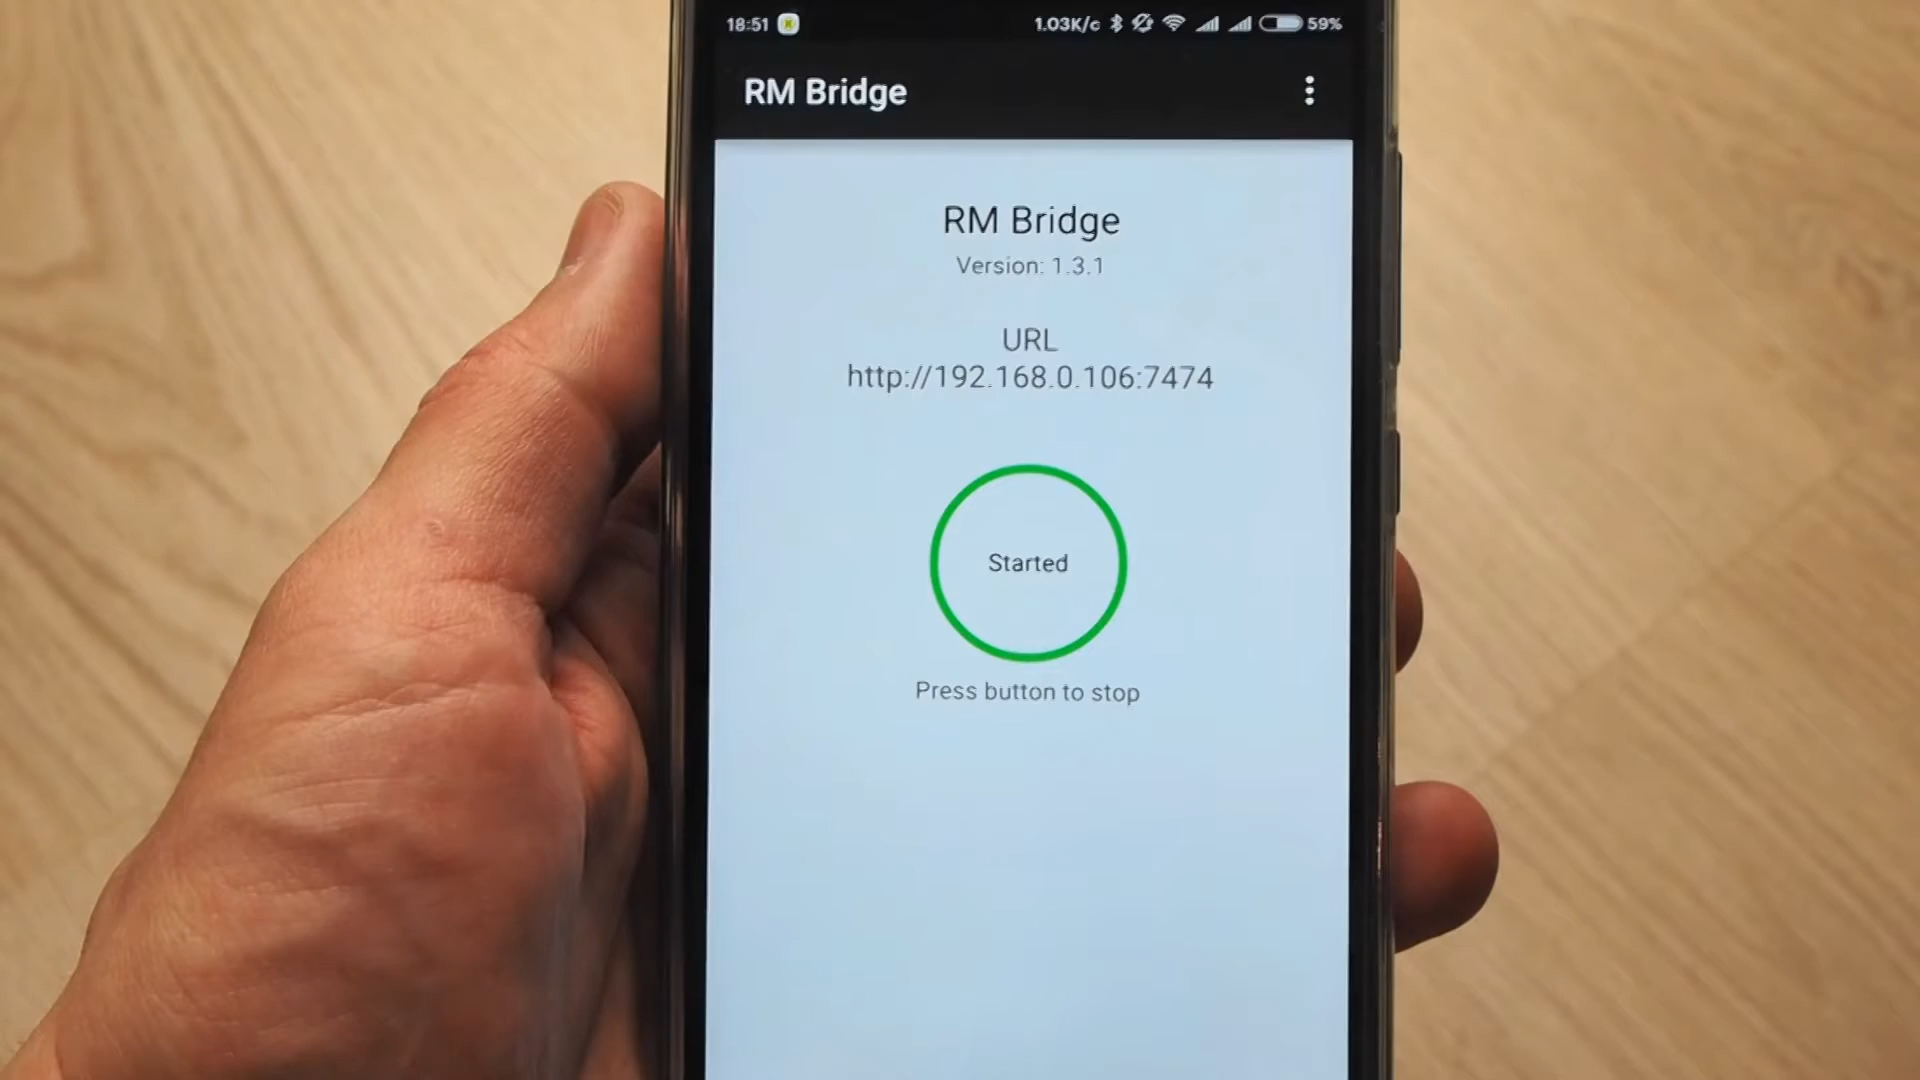 18:51 1.03K/c 59%
RM Bridge
RM Bridge
Version: 1.3.1
URL
http://192.168.0.106:7474
Started
Press button to stop